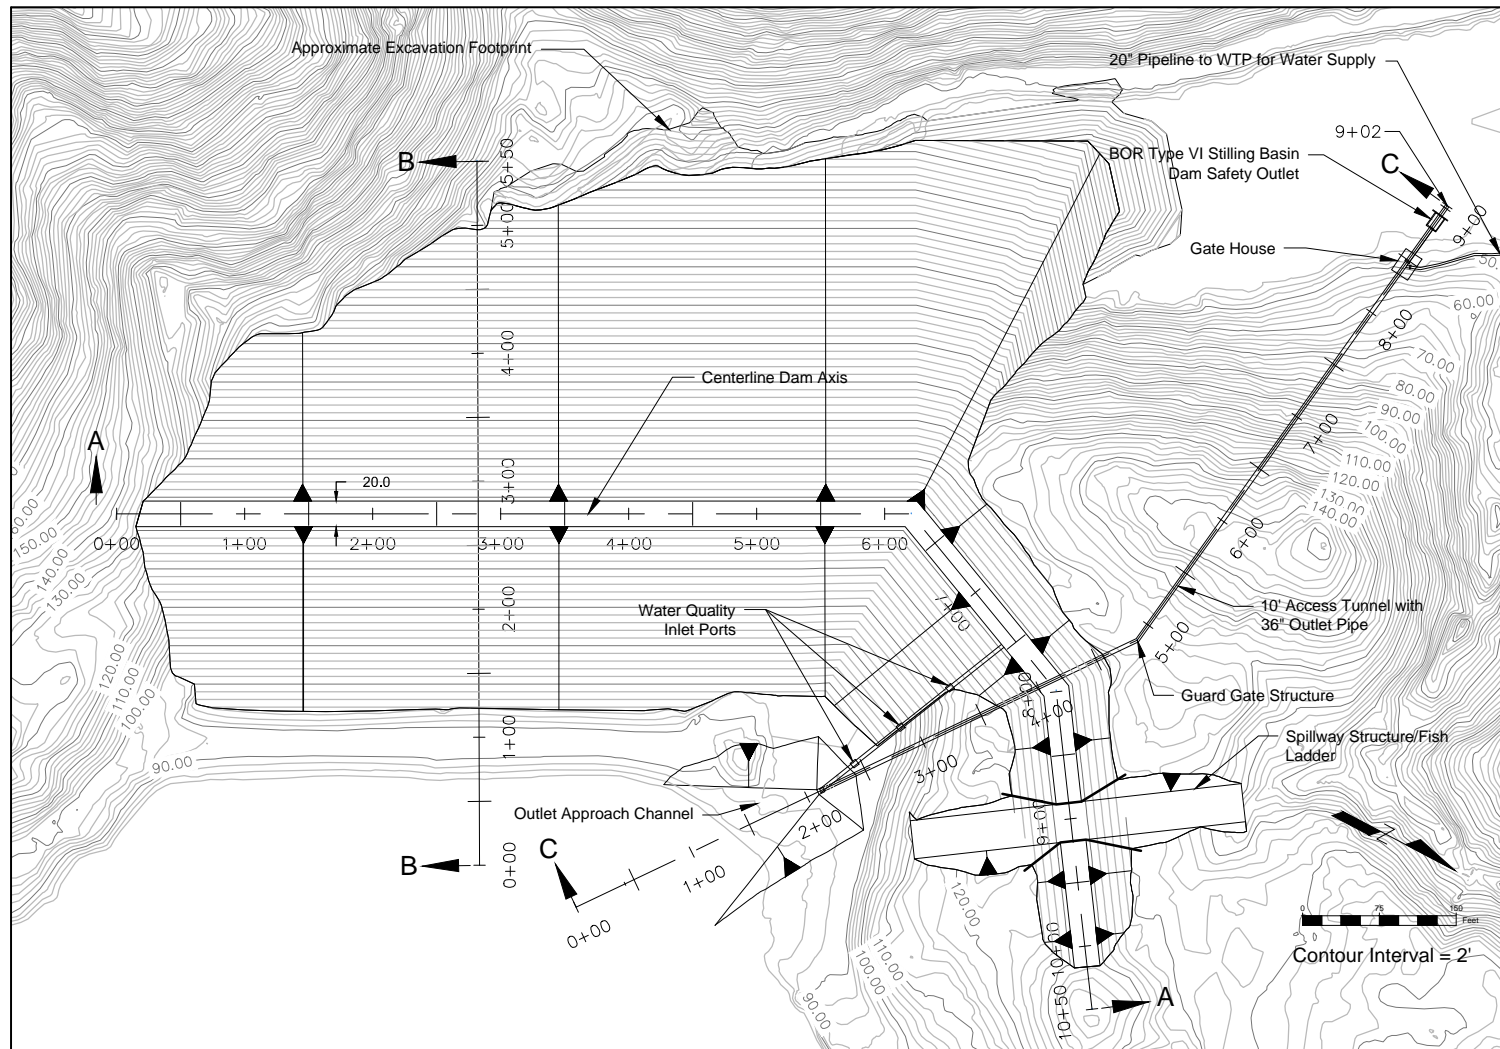 Approximate Excavation Footprint
20" Pipeline to WTP for Water Supply
9+02
BOR Type VI Stilling Basin
Dam Safety Outlet
C
B
5+50
5+00
9+00
Gate House
50.
60.00
4+00
8+00
70.00
80.00
90.00
100.00
110.00
120.00
130.00
140.00
Centerline Dam Axis
7+00
A
3+00
20.0
60.00
150.00
140.00
130.00
0+00
1+00
2+00
3+00
4+00
5+00
6+00
6+00
2+00
Water Quality
Inlet Ports
7+00
10' Access Tunnel with
36" Outlet Pipe
5+00
120.00
110.00
100.00
8+00
4+00
Guard Gate Structure
90.00
1+00
3+00
Spillway Structure/Fish
Ladder
Outlet Approach Channel
2+00
9+00
B
0+00
C
1+00
0+00
120.00
110.00
100.00
90.00
10+00
10+50
A
Z
0
75
150
Feet
Contour Interval = 2'